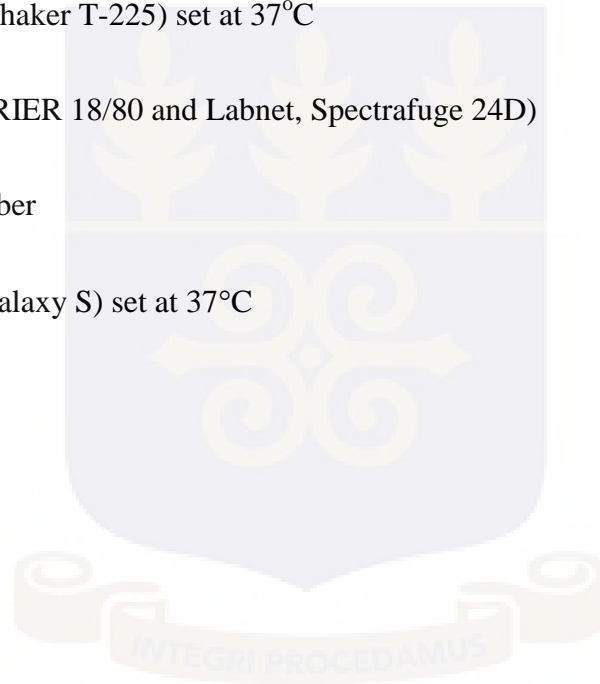 haker T-225) set at 37°C
RIER 18/80 and Labnet, Spectrafuge 24D)
ber
alaxy S) set at 37°C
INTEGRI PROCEDAMUS